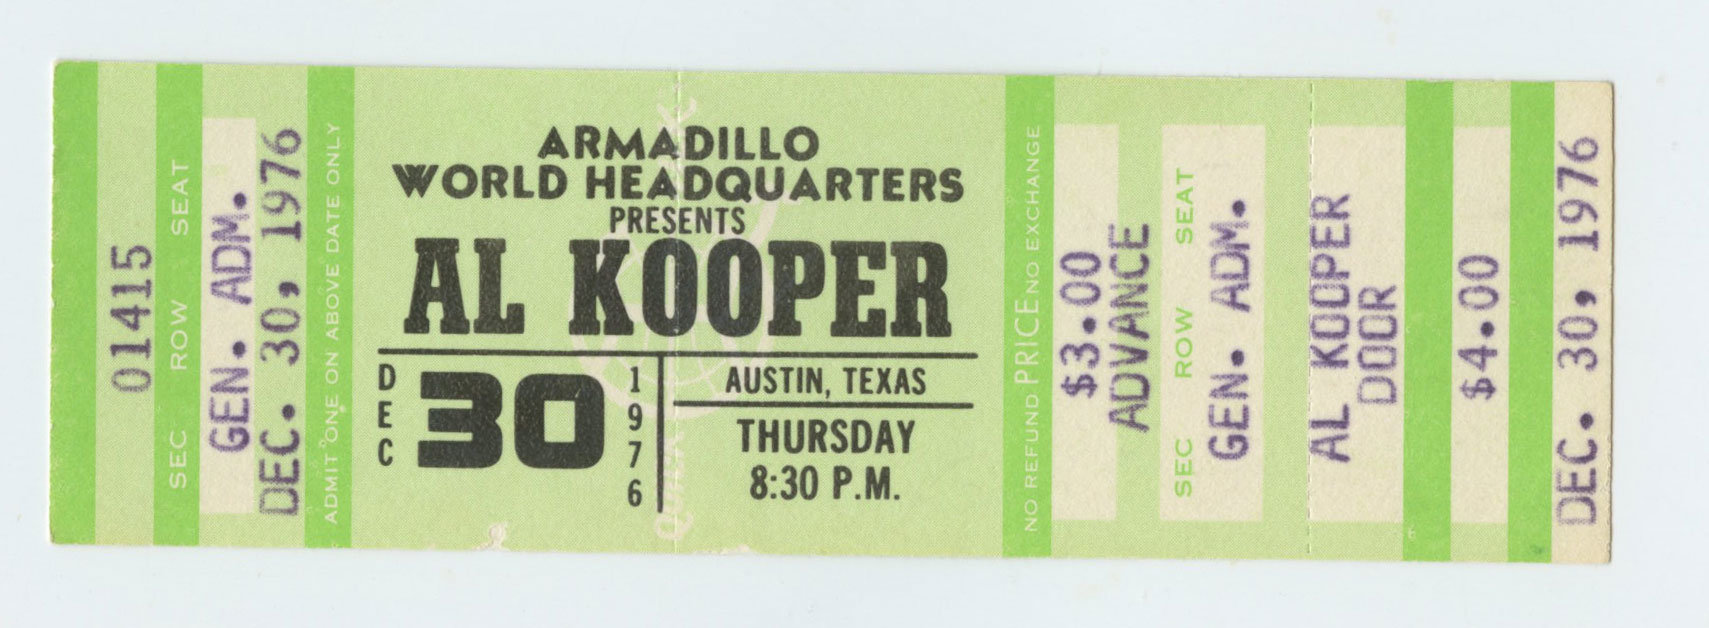 01415
SEC ROW SEAT
GEN. ADM.
DEC. 30, 1976
ADMIT ONE ON ABOVE DATE ONLY
ARMADILLO
WORLD HEADQUARTERS
PRESENTS
AL KOOPER
DEC
30
1976
AUSTIN, TEXAS
THURSDAY
8:30 P.M.
NO REFUND PRICE NO EXCHANGE
$3.00
ADVANCE
SEC ROW SEAT
GEN. ADM.
AL KOOPER
DOOR
$4.00
DEC. 30, 1976